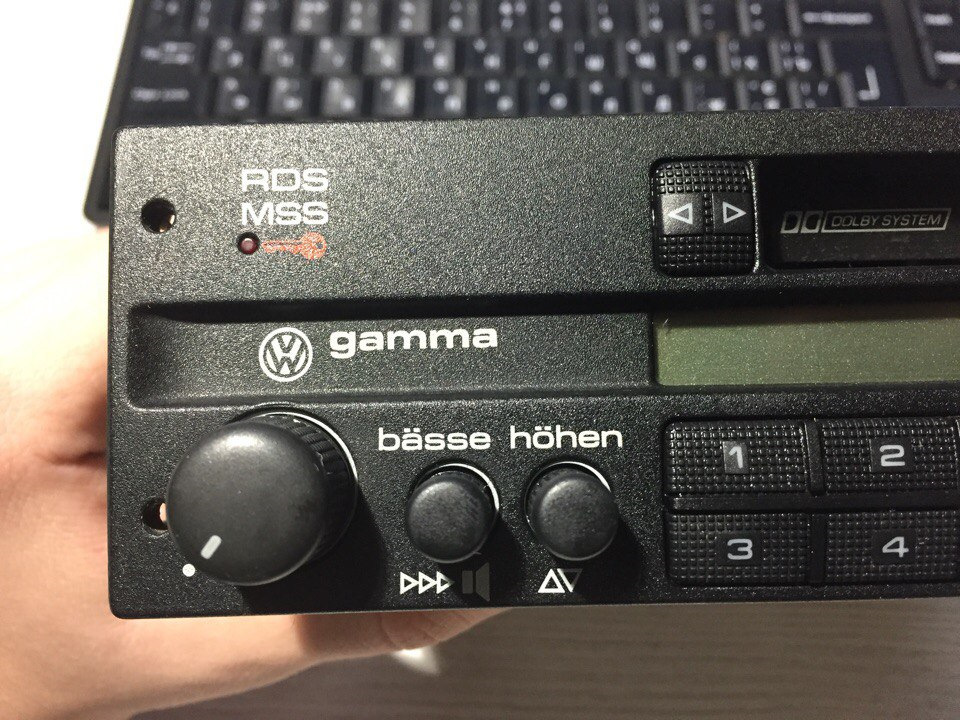 RDS
MSS
DOLBY SYSTEM
gamma
bässe höhen
1 2
3 4